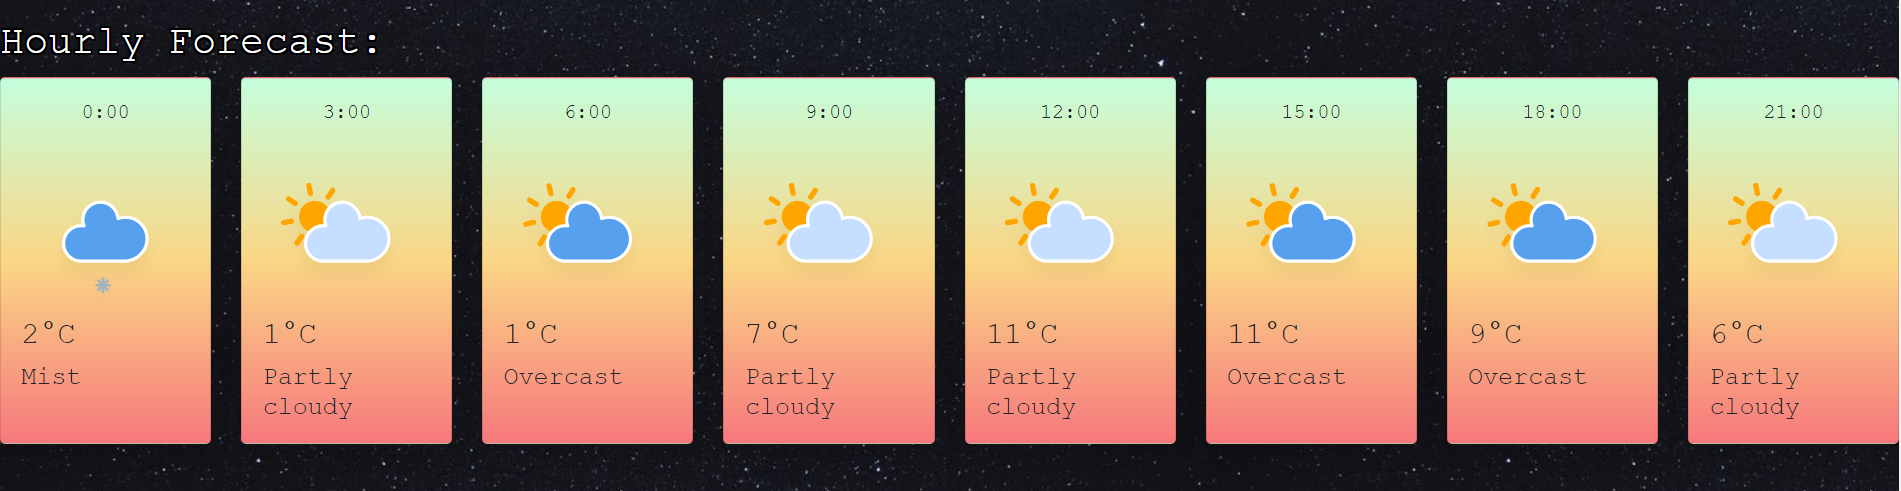 Hourly Forecast:
0:00
2°C
Mist
3:00
1°C
Partly
cloudy
6:00
1°C
Overcast
9:00
7°C
Partly
cloudy
12:00
11°C
Partly
cloudy
15:00
11°C
Overcast
18:00
9°C
Overcast
21:00
6°C
Partly
cloudy